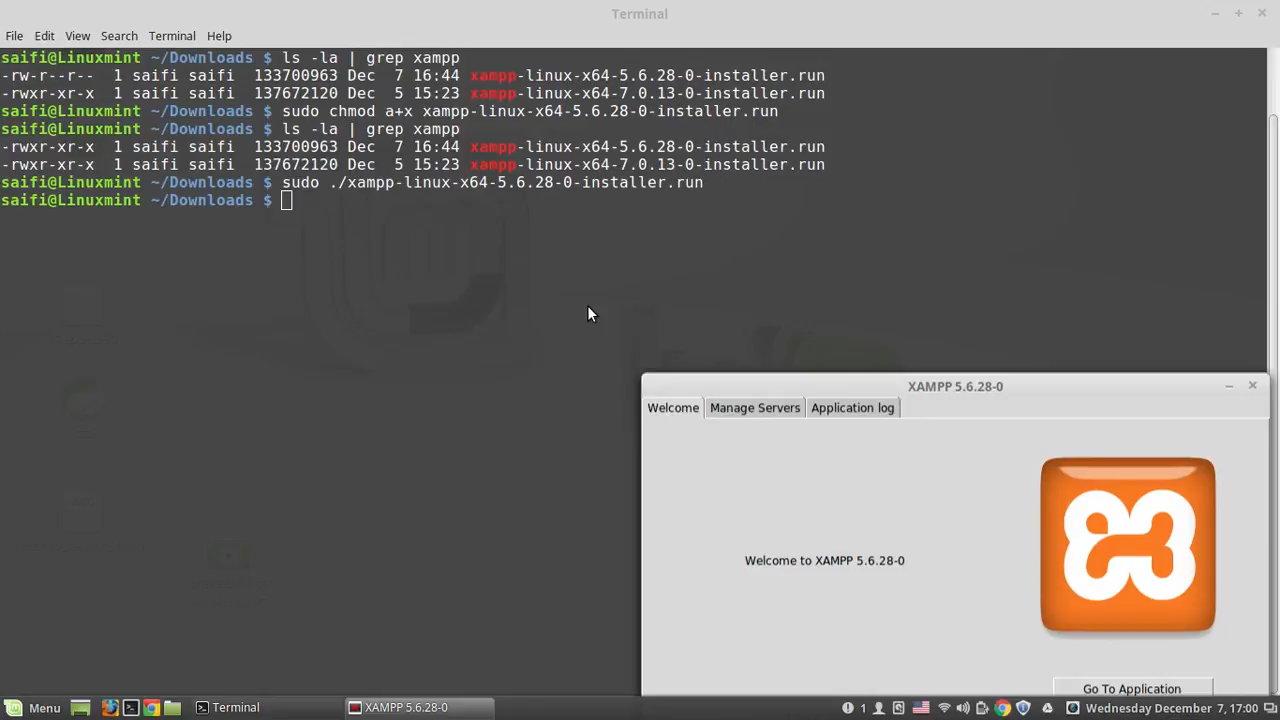 Terminal
File Edit View Search Terminal Help
saifi@Linuxmint ~/Downloads $ ls -la | grep xampp
-rw-r--r-- 1 saifi saifi 133700963 Dec 7 16:44 xampp-linux-x64-5.6.28-0-installer.run
-rwxr-xr-x 1 saifi saifi 137672120 Dec 5 15:23 xampp-linux-x64-7.0.13-0-installer.run
saifi@Linuxmint ~/Downloads $ sudo chmod a+x xampp-linux-x64-5.6.28-0-installer.run
saifi@Linuxmint ~/Downloads $ ls -la | grep xampp
-rwxr-xr-x 1 saifi saifi 133700963 Dec 7 16:44 xampp-linux-x64-5.6.28-0-installer.run
-rwxr-xr-x 1 saifi saifi 137672120 Dec 5 15:23 xampp-linux-x64-7.0.13-0-installer.run
saifi@Linuxmint ~/Downloads $ sudo ./xampp-linux-x64-5.6.28-0-installer.run
saifi@Linuxmint ~/Downloads $
XAMPP 5.6.28-0
Welcome Manage Servers Application log
Welcome to XAMPP 5.6.28-0
Go To Application
Menu Terminal XAMPP 5.6.28-0 1 Wednesday December 7, 17:00